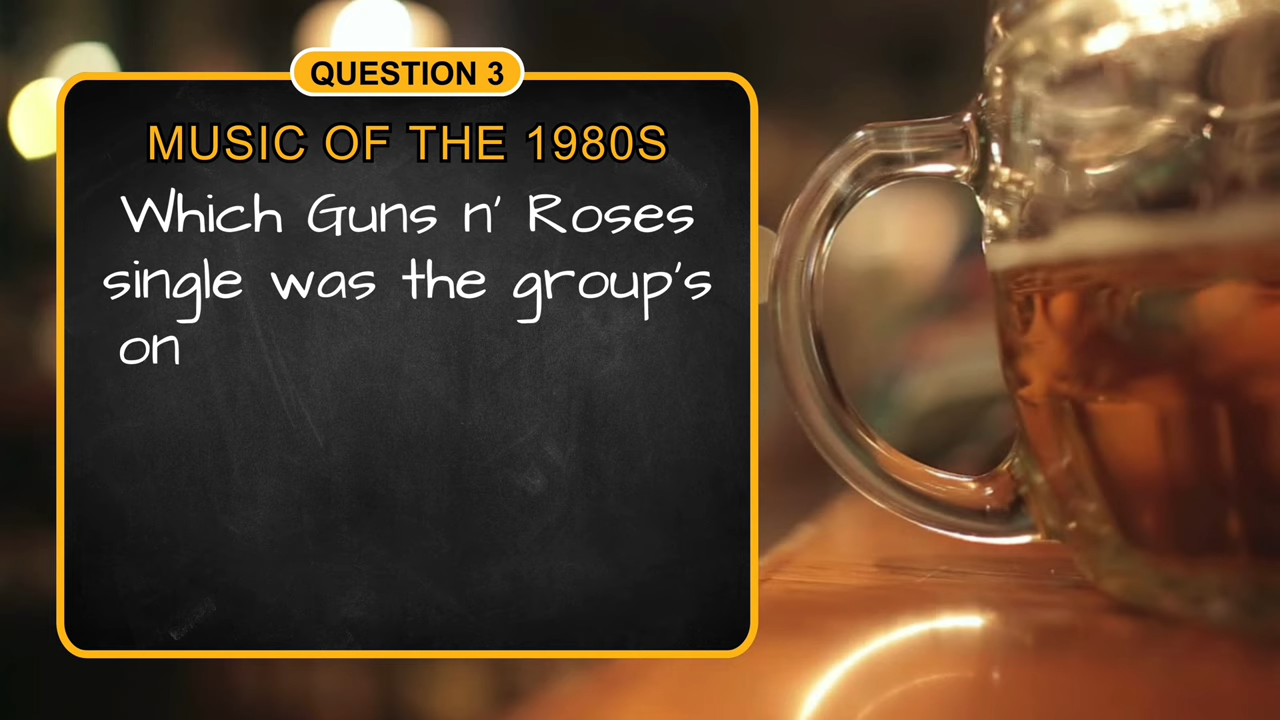 QUESTION 3
MUSIC OF THE 1980S
Which Guns n' Roses
single was the group's
on